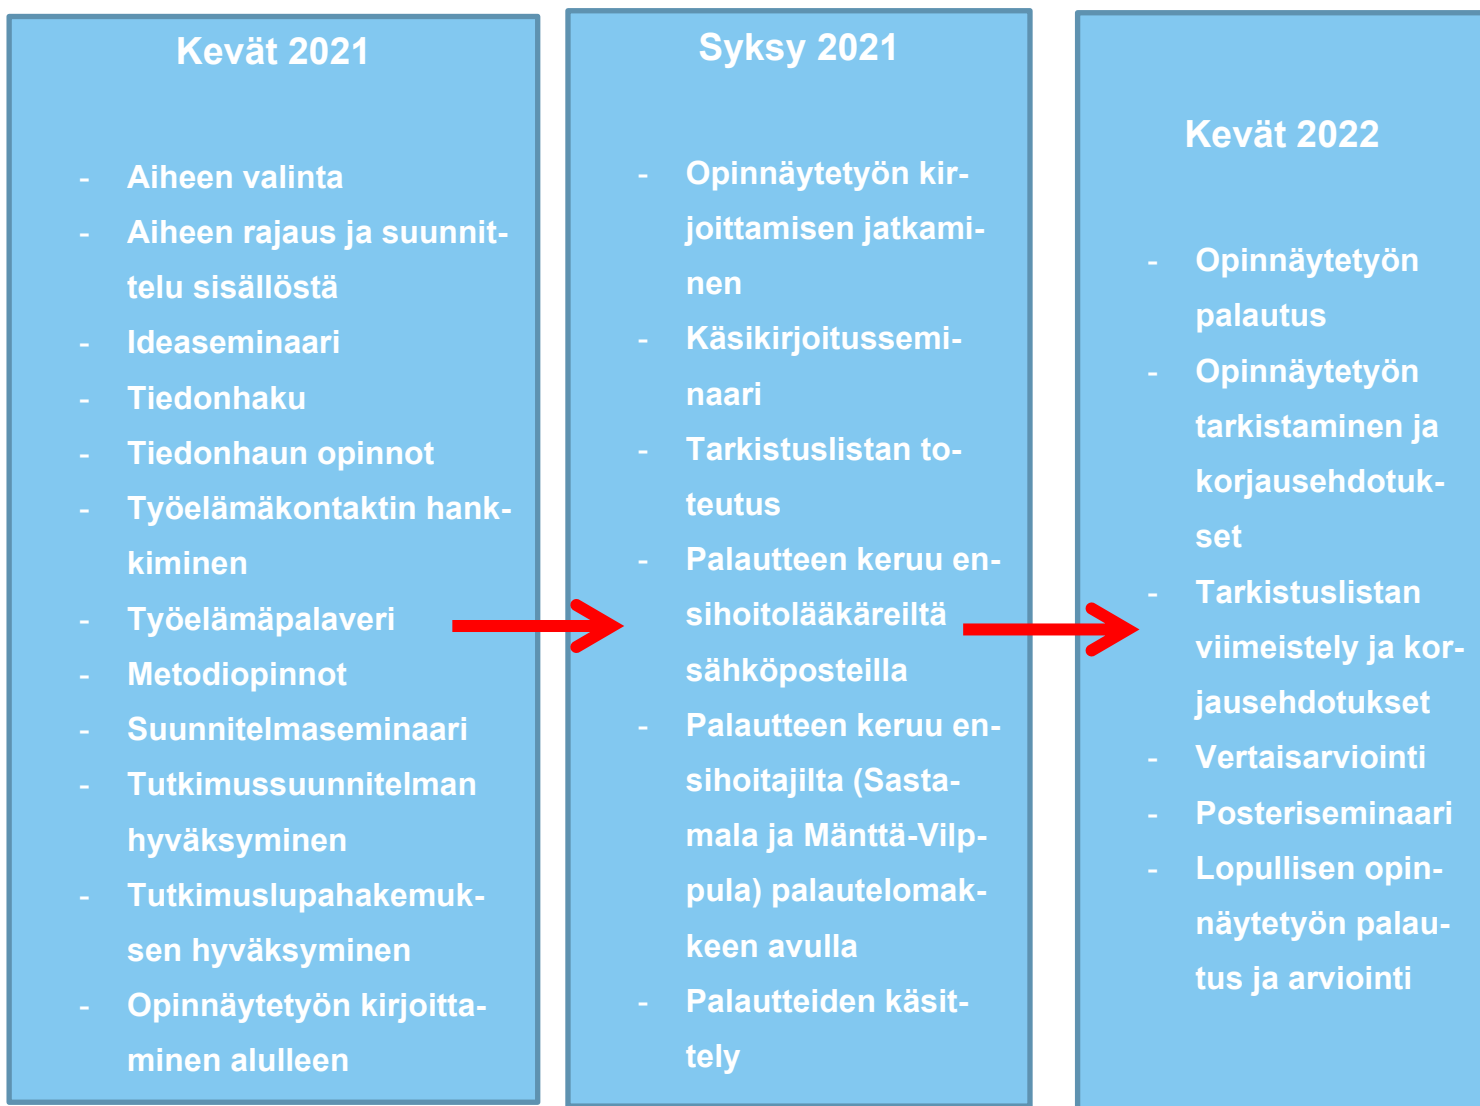 Kevät 2021
- Aiheen valinta
- Aiheen rajaus ja suunnit-
telu sisällöstä
- Ideaseminaari
- Tiedonhaku
- Tiedonhaun opinnot
- Työelämäkontaktin hank-
kiminen
- Työelämäpalaveri
- Metodiopinnot
- Suunnitelmaseminaari
- Tutkimussuunnitelman
hyväksyminen
- Tutkimuslupahakemuk-
sen hyväksyminen
- Opinnäytetyön kirjoitta-
minen alulleen
Syksy 2021
- Opinnäytetyön kir-
joittamisen jatkami-
nen
- Käsikirjoitussemi-
naari
- Tarkistuslistan to-
teutus
- Palautteen keruu en-
sihoitolääkäreiltä
sähköposteilla
- Palautteen keruu en-
sihoitajilta (Sasta-
mala ja Mänttä-Vilp-
pula) palautelomak-
keen avulla
- Palautteiden käsit-
tely
Kevät 2022
- Opinnäytetyön
palautus
- Opinnäytetyön
tarkistaminen ja
korjausehdotuk-
set
- Tarkistuslistan
viimeistely ja kor-
jausehdotukset
- Vertaisarviointi
- Posteriseminaari
- Lopullisen opin-
näytetyön palau-
tus ja arviointi